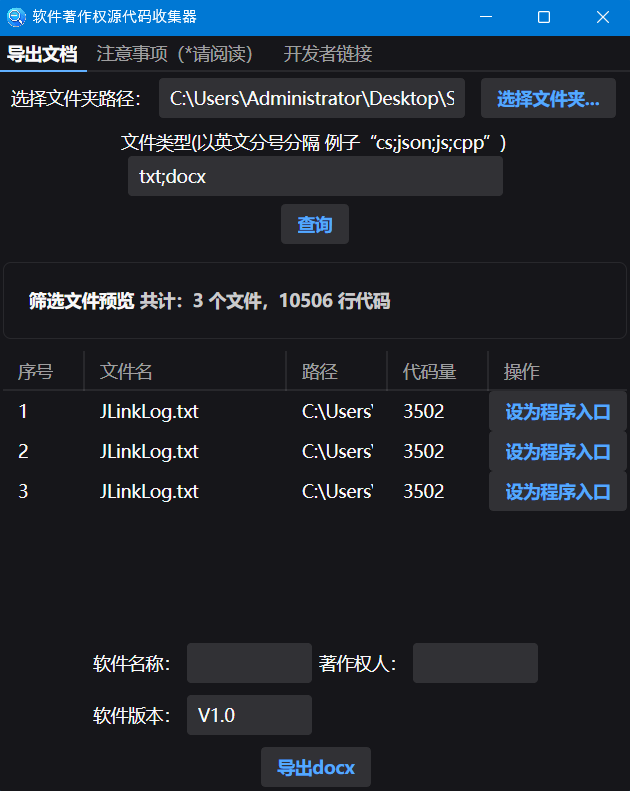 软件著作权源代码收集器
导出文档 注意事项（*请阅读） 开发者链接
选择文件夹路径： C:\Users\Administrator\Desktop\S 选择文件夹...
文件类型(以英文分号分隔 例子“cs;json;js;cpp”)
txt;docx
查询
筛选文件预览 共计：3 个文件，10506 行代码
序号 文件名 路径 代码量 操作
1 JLinkLog.txt C:\Users\ 3502 设为程序入口
2 JLinkLog.txt C:\Users\ 3502 设为程序入口
3 JLinkLog.txt C:\Users\ 3502 设为程序入口
软件名称： 著作权人：
软件版本： V1.0
导出docx